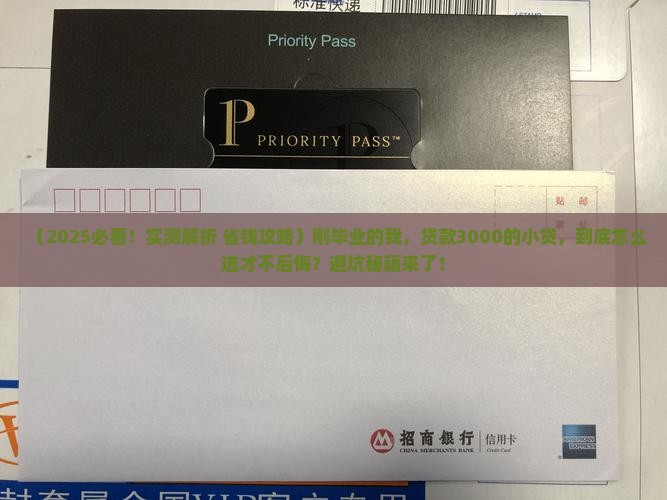 标准快递
Priority Pass
PRIORITY PASS™
贴 邮
（2025必看！实测解析 省钱攻略）刚毕业的我，贷款3000的小贷，到底怎么
选才不后悔？避坑秘籍来了！
招商银行
CHINA MERCHANTS BANK
信用卡
Credit Card
AMERICAN
EXPRESS